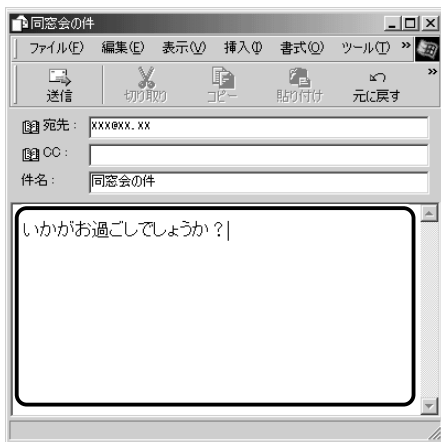 同窓会の件
ファイル(F) 編集(E) 表示(V) 挿入(I) 書式(O) ツール(T) »
送信 切り取り コピー 貼り付け 元に戻す »
宛先： xxx@xx.xx
CC：
件名： 同窓会の件
いかがお過ごしでしょうか？